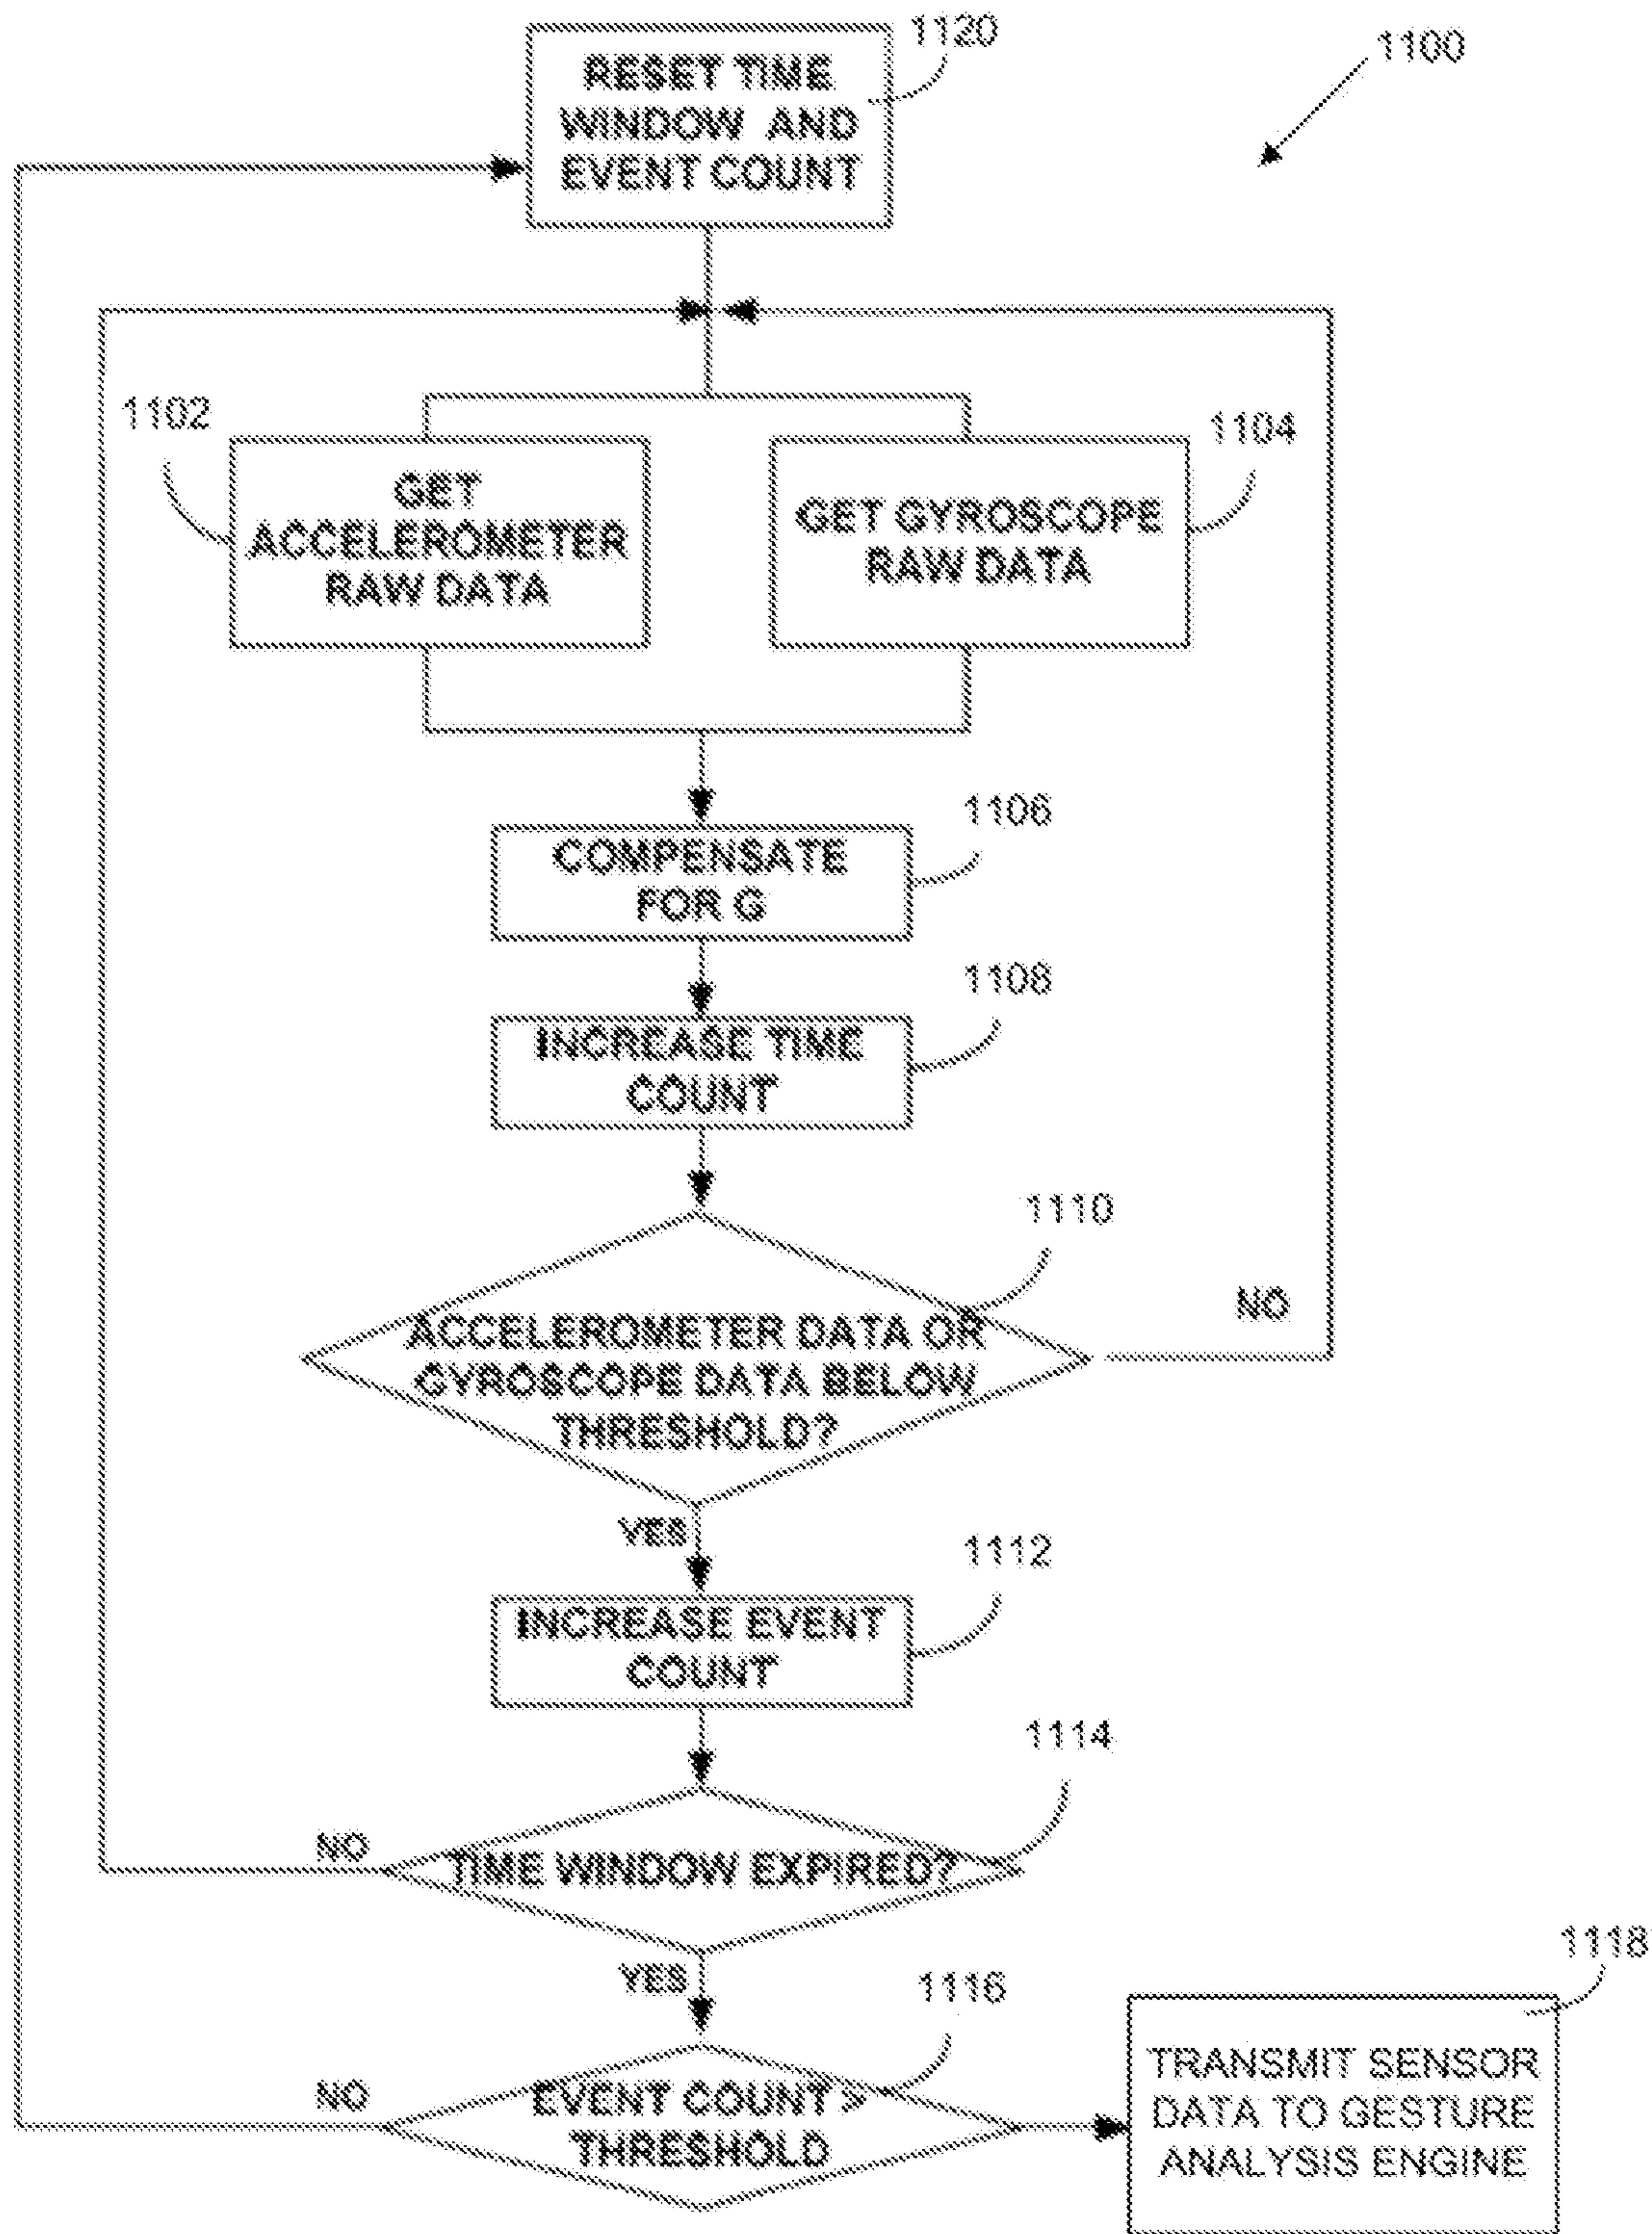 1120
1100
RESET TIME
WINDOW AND
EVENT COUNT
1102
1104
GET
ACCELEROMETER
RAW DATA
GET GYROSCOPE
RAW DATA
1106
COMPENSATE
FOR G
1108
INCREASE TIME
COUNT
1110
NO
ACCELEROMETER DATA OR
GYROSCOPE DATA BELOW
THRESHOLD?
YES
1112
INCREASE EVENT
COUNT
1114
NO
TIME WINDOW EXPIRED?
YES
1116
1118
NO
EVENT COUNT >
THRESHOLD
TRANSMIT SENSOR
DATA TO GESTURE
ANALYSIS ENGINE